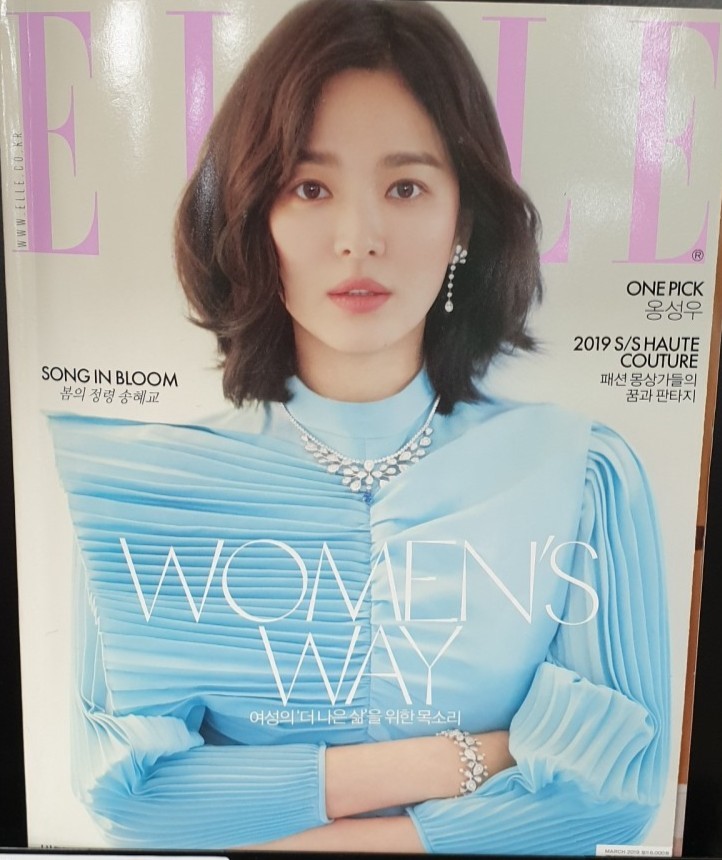 ELLE
®
WWW.ELLE.CO.KR
ONE PICK
옹성우
2019 S/S HAUTE
COUTURE
패션 몽상가들의
꿈과 판타지
SONG IN BLOOM
봄의 정령 송혜교
WOMEN'S
WAY
여성의 '더 나은 삶'을 위한 목소리
MARCH 2019